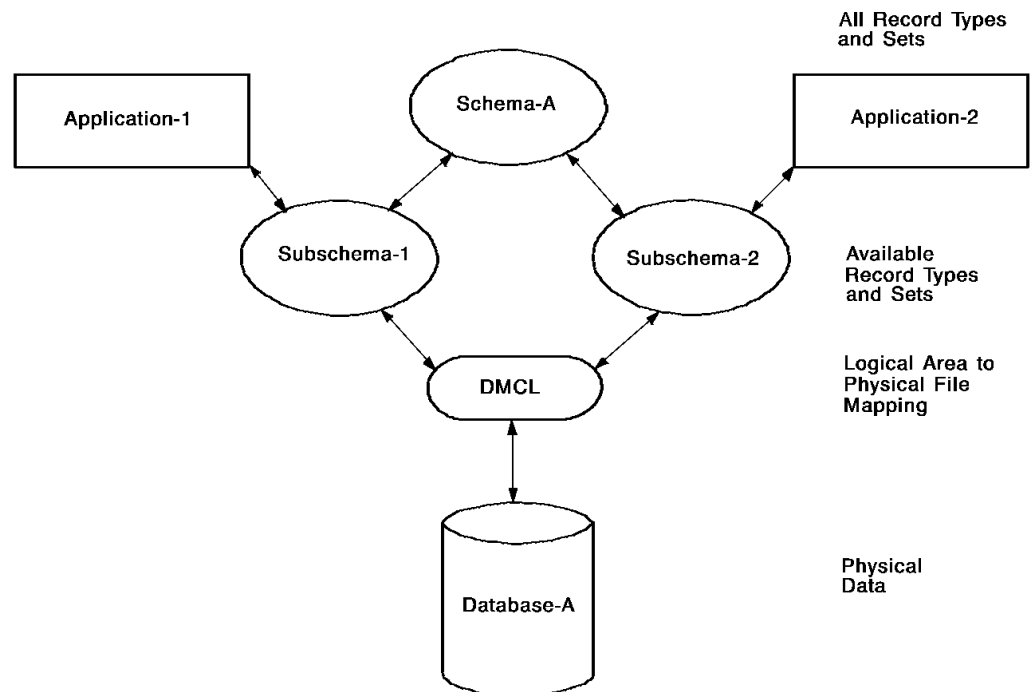 All Record Types
and Sets
Application-1
Schema-A
Application-2
Subschema-1
Subschema-2
Available
Record Types
and Sets
DMCL
Logical Area to
Physical File
Mapping
Database-A
Physical
Data